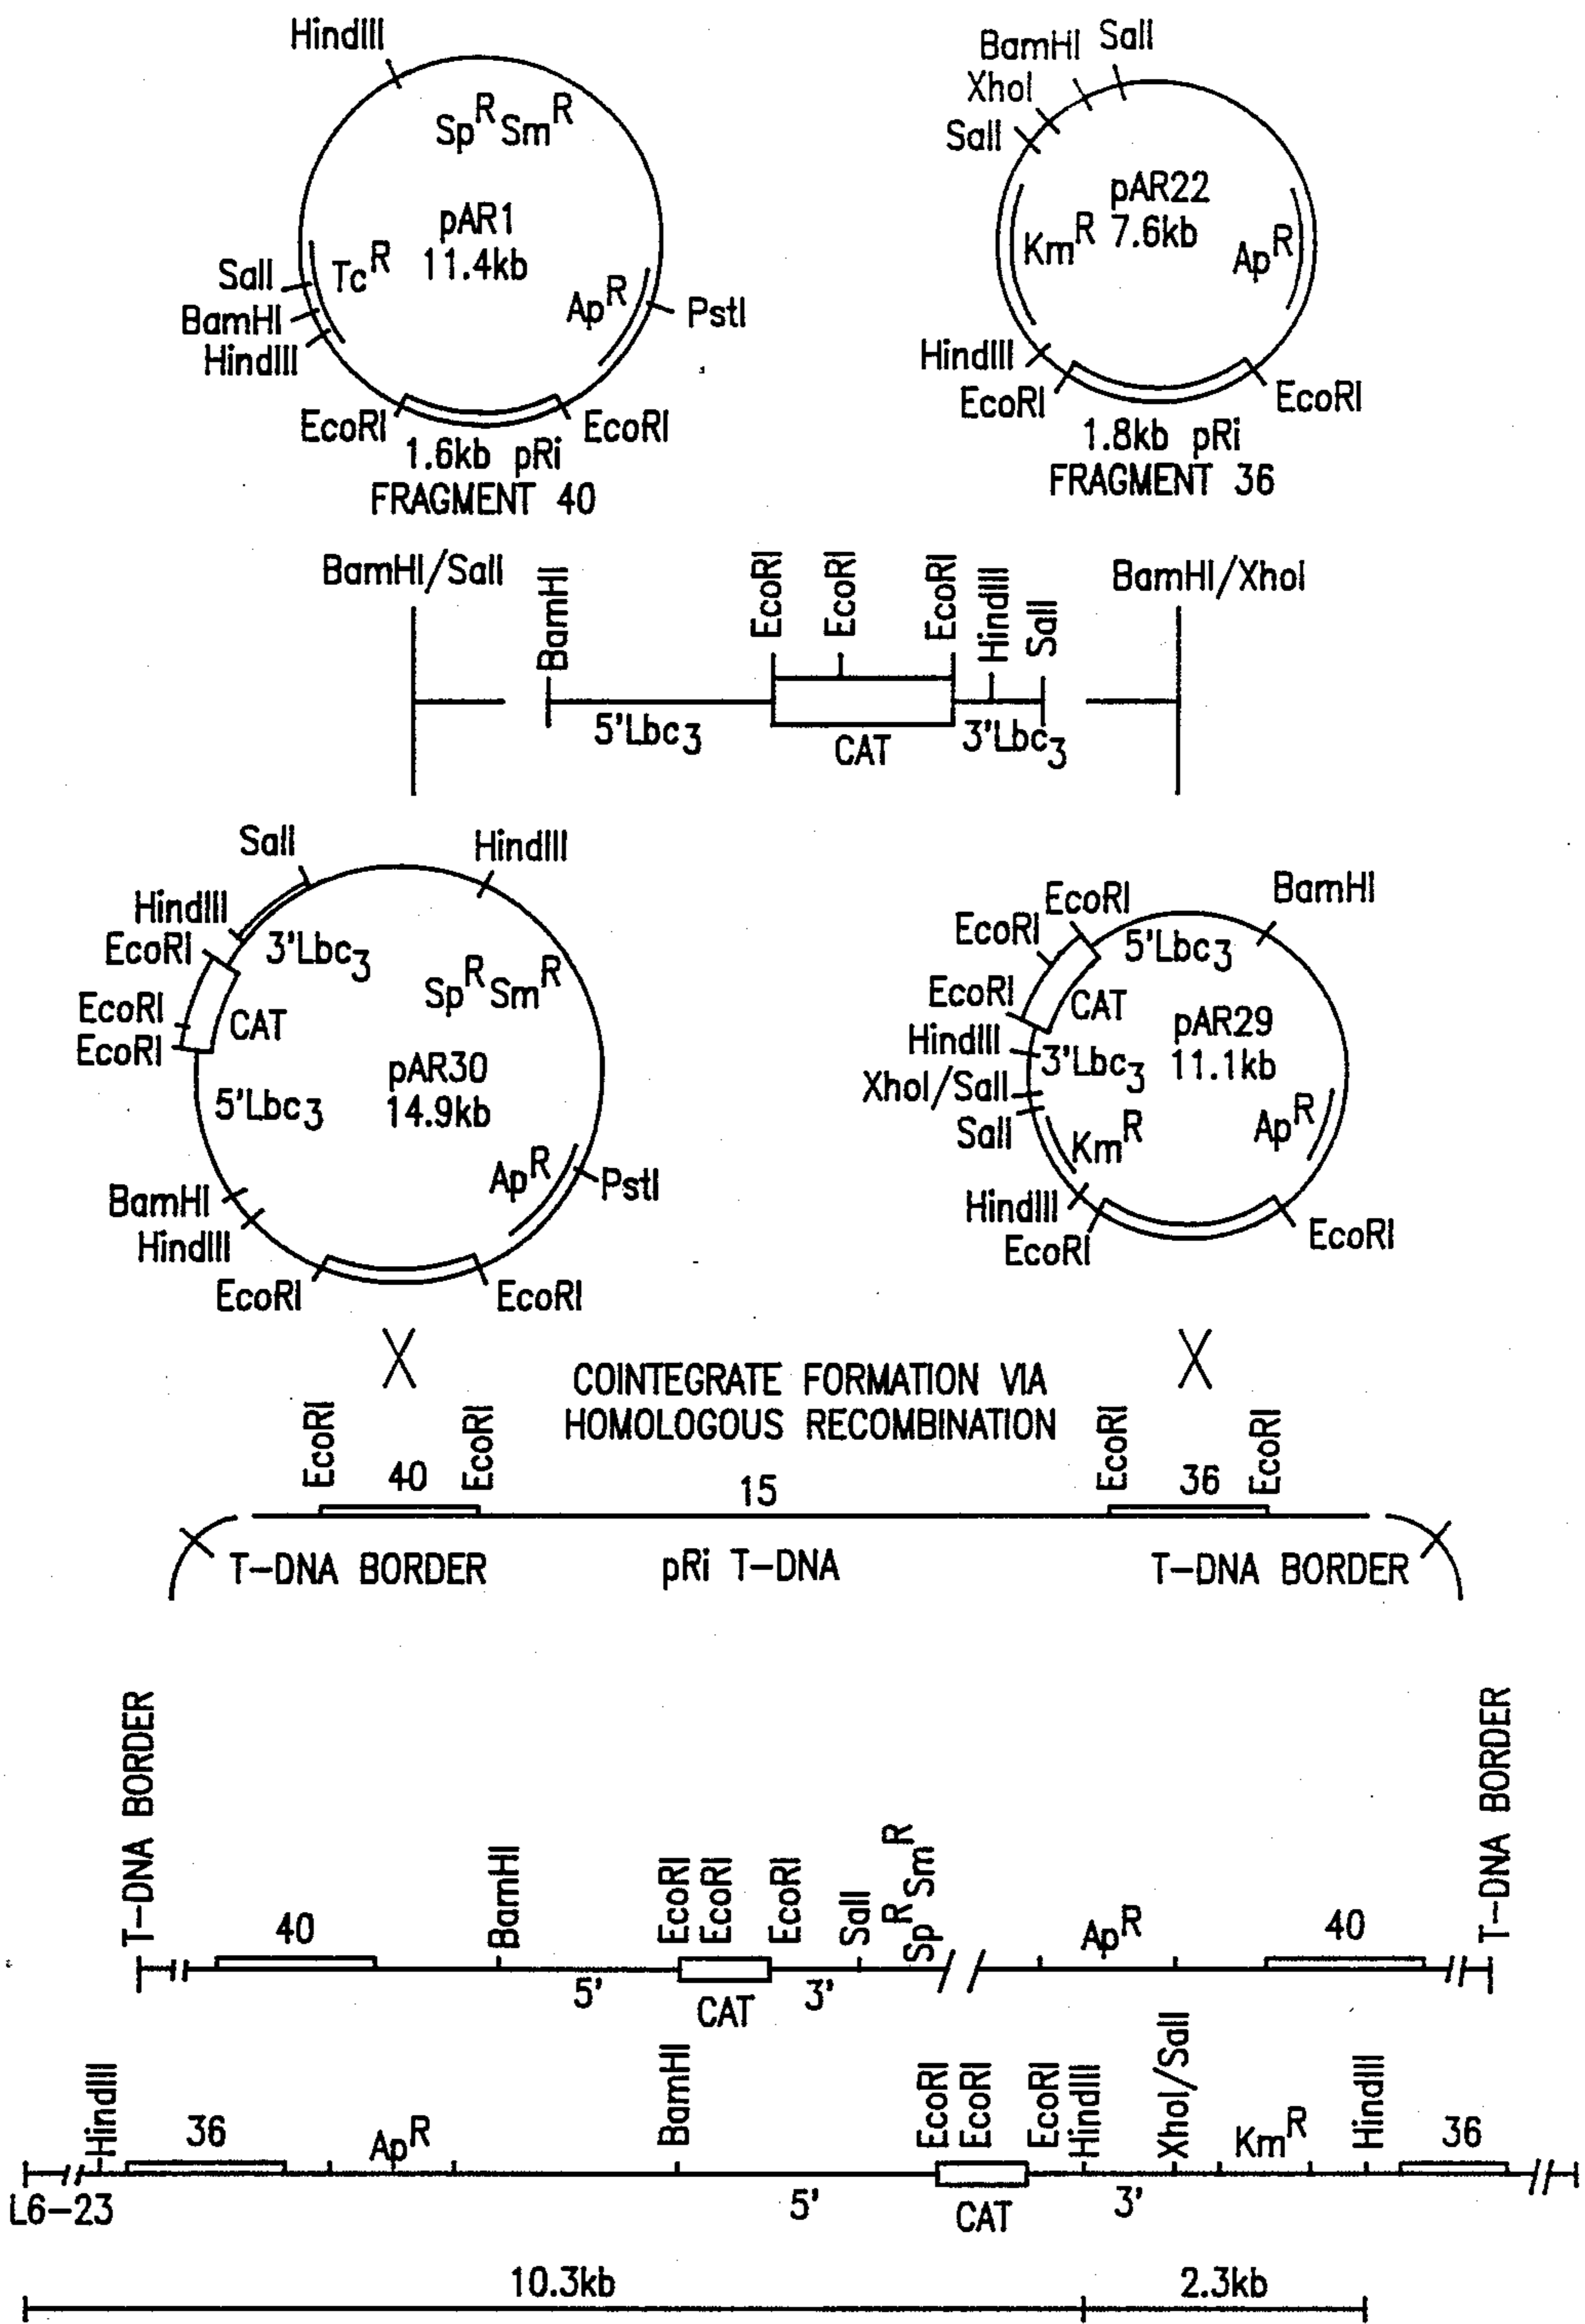 HindIII
Sp^R Sm^R
pAR1
11.4kb
Tc^R
SalI
BamHI
HindIII
Ap^R
PstI
EcoRI
EcoRI
1.6kb pRi
FRAGMENT 40
BamHI
SalI
XhoI
SalI
pAR22
7.6kb
Km^R
Ap^R
HindIII
EcoRI
EcoRI
1.8kb pRi
FRAGMENT 36
BamHI/SalI
BamHI
EcoRI
EcoRI
EcoRI
HindIII
SalI
BamHI/XhoI
5'Lbc3
CAT
3'Lbc3
SalI
HindIII
HindIII
EcoRI
3'Lbc3
Sp^R Sm^R
EcoRI
CAT
EcoRI
pAR30
14.9kb
5'Lbc3
Ap^R
PstI
BamHI
HindIII
EcoRI
EcoRI
EcoRI
BamHI
EcoRI
5'Lbc3
EcoRI
CAT
pAR29
11.1kb
HindIII
3'Lbc3
XhoI/SalI
SalI
Km^R
Ap^R
HindIII
EcoRI
EcoRI
COINTEGRATE FORMATION VIA
HOMOLOGOUS RECOMBINATION
EcoRI
40
EcoRI
15
EcoRI
36
EcoRI
T-DNA BORDER
pRi T-DNA
T-DNA BORDER
T-DNA BORDER
40
BamHI
EcoRI
EcoRI
EcoRI
SalI
Sp^R Sm^R
Ap^R
40
T-DNA BORDER
5'
CAT
3'
HindIII
36
Ap^R
BamHI
EcoRI
EcoRI
EcoRI
HindIII
XhoI/SalI
Km^R
HindIII
36
L6-23
5'
CAT
3'
10.3kb
2.3kb